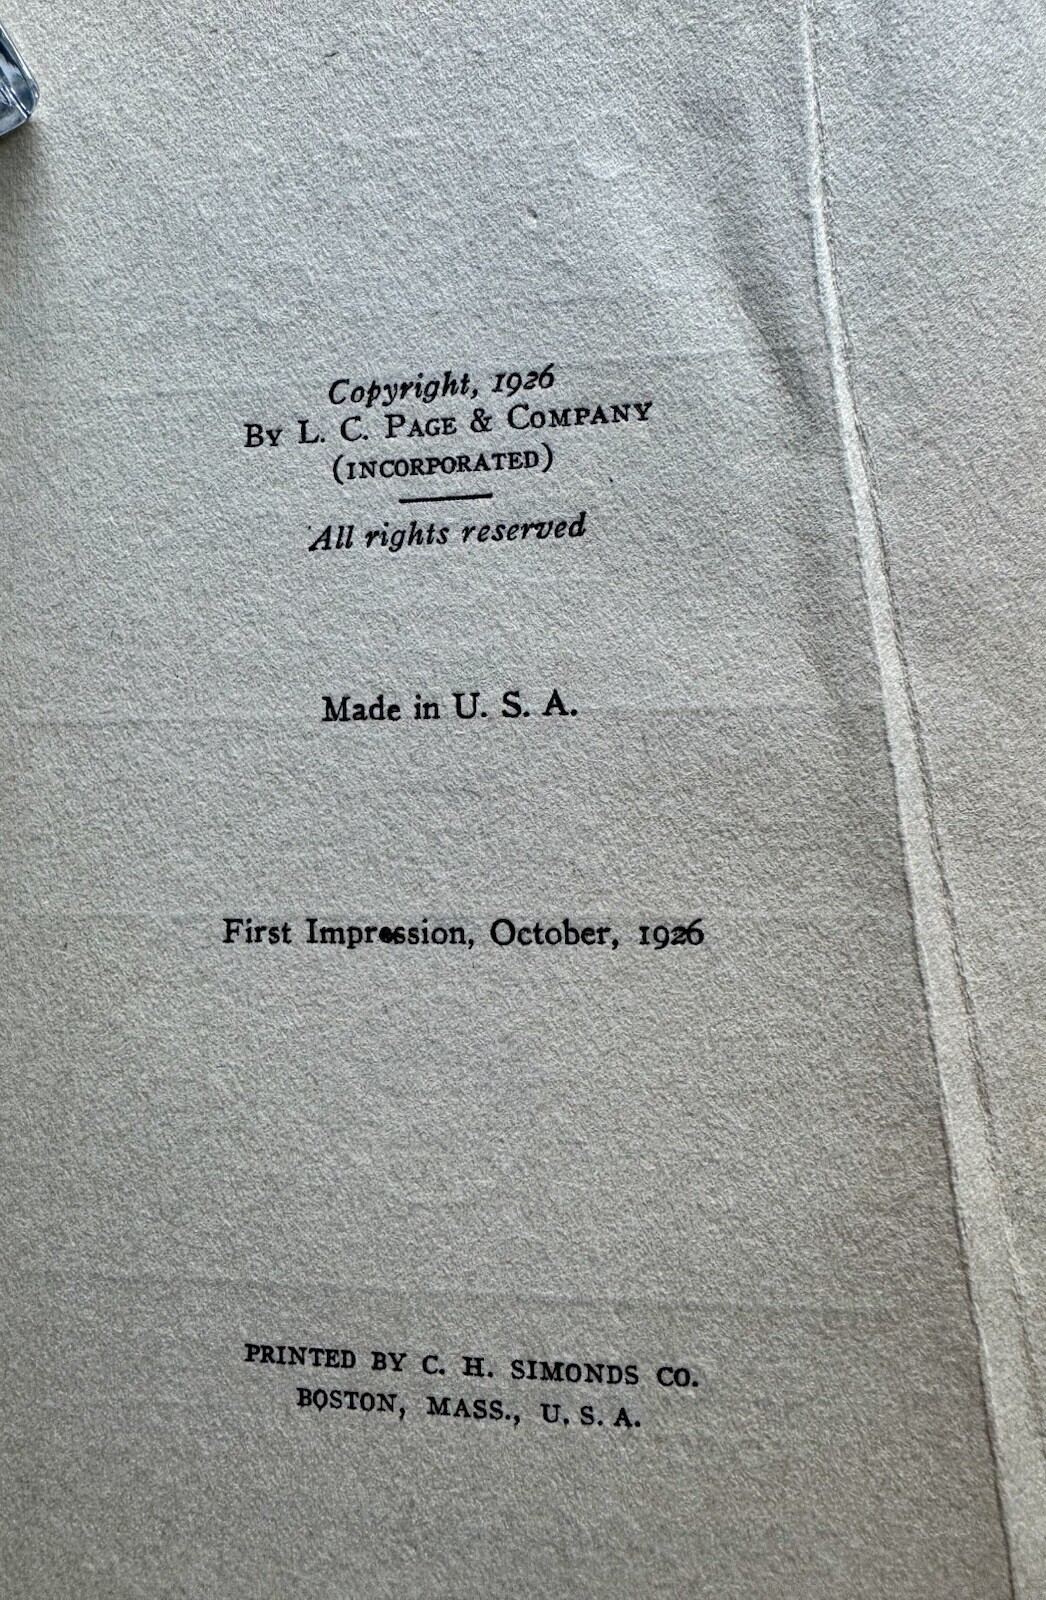 Copyright, 1926
By L. C. Page & Company
(INCORPORATED)
All rights reserved
Made in U. S. A.
First Impression, October, 1926
PRINTED BY C. H. SIMONDS CO.
BOSTON, MASS., U. S. A.